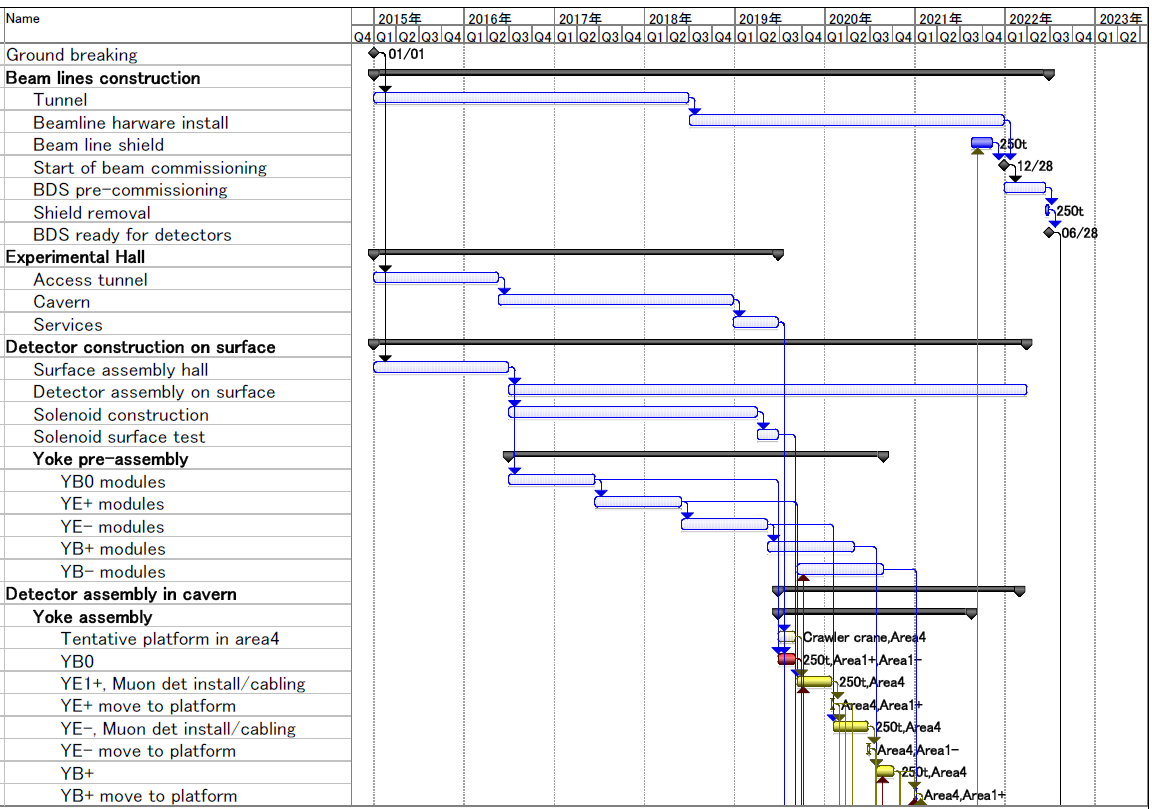 Name 2015年 2016年 2017年 2018年 2019年 2020年 2021年 2022年 2023年
Q4 Q1 Q2 Q3 Q4 Q1 Q2 Q3 Q4 Q1 Q2 Q3 Q4 Q1 Q2 Q3 Q4 Q1 Q2 Q3 Q4 Q1 Q2 Q3 Q4 Q1 Q2 Q3 Q4 Q1 Q2 Q3 Q4 Q1 Q2
Ground breaking 01/01
Beam lines construction
Tunnel
Beamline harware install
Beam line shield 250t
Start of beam commissioning 12/28
BDS pre-commissioning
Shield removal 250t
BDS ready for detectors 06/28
Experimental Hall
Access tunnel
Cavern
Services
Detector construction on surface
Surface assembly hall
Detector assembly on surface
Solenoid construction
Solenoid surface test
Yoke pre-assembly
YB0 modules
YE+ modules
YE- modules
YB+ modules
YB- modules
Detector assembly in cavern
Yoke assembly
Tentative platform in area4 Crawler crane,Area4
YB0 250t,Area1+,Area1-
YE1+, Muon det install/cabling 250t,Area4
YE+ move to platform Area4,Area1+
YE-, Muon det install/cabling 250t,Area4
YE- move to platform Area4,Area1-
YB+ 250t,Area4
YB+ move to platform Area4,Area1+